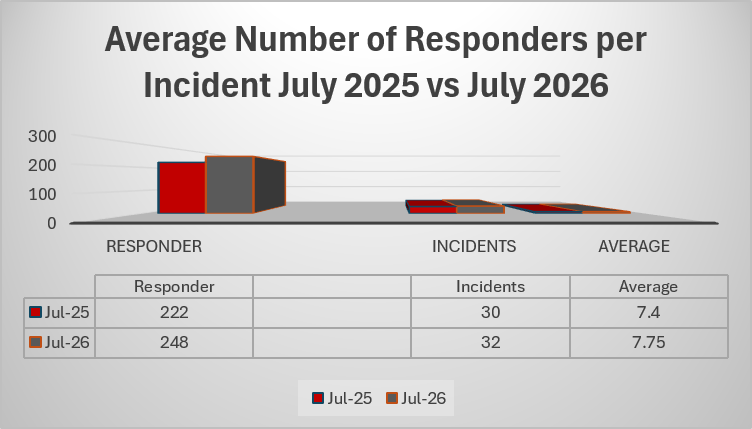 Average Number of Responders per
Incident July 2025 vs July 2026
300
200
100
0
RESPONDER INCIDENTS AVERAGE
Responder Incidents Average
Jul-25 222 30 7.4
Jul-26 248 32 7.75
Jul-25 Jul-26